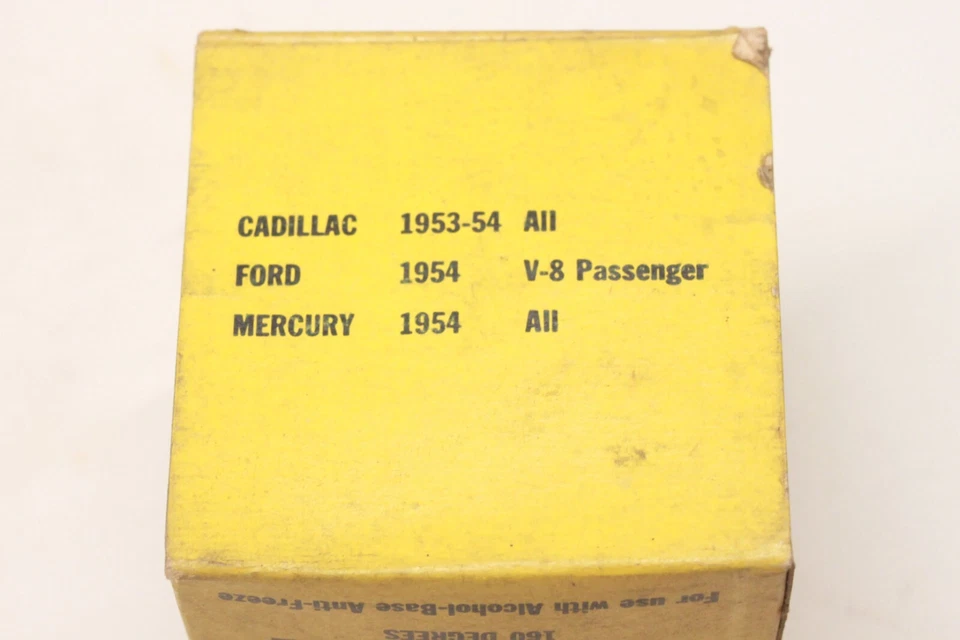 CADILLAC 1953-54 All
FORD 1954 V-8 Passenger
MERCURY 1954 All
For use with Alcohol-Base Anti-Freeze
160 DEGREES